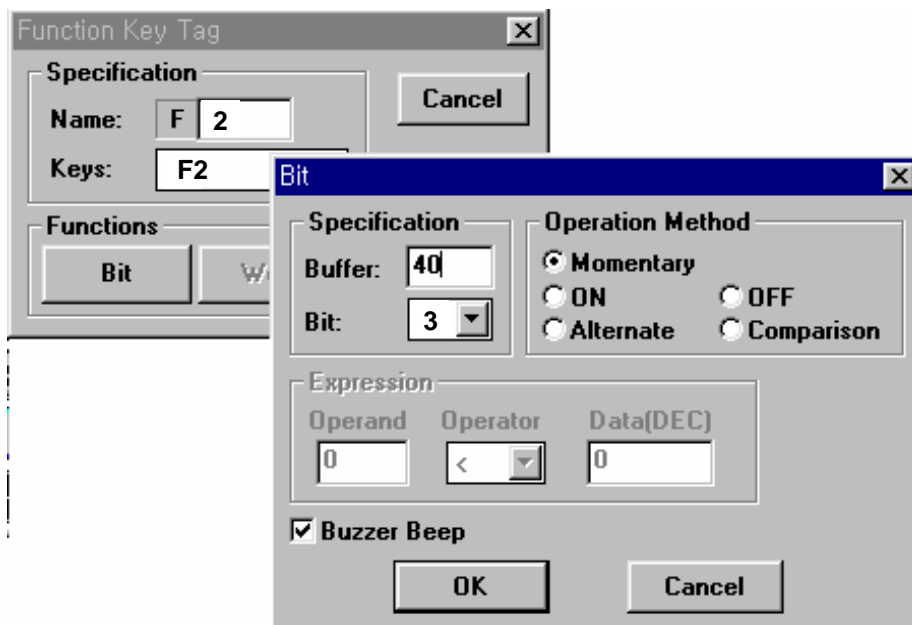 Function Key Tag
Specification
Name: F 2
Keys: F2
Cancel
Functions
Bit
Bit
Specification
Buffer: 40
Bit: 3
Operation Method
Momentary
ON OFF
Alternate Comparison
Expression
Operand Operator Data(DEC)
0 < 0
Buzzer Beep
OK Cancel